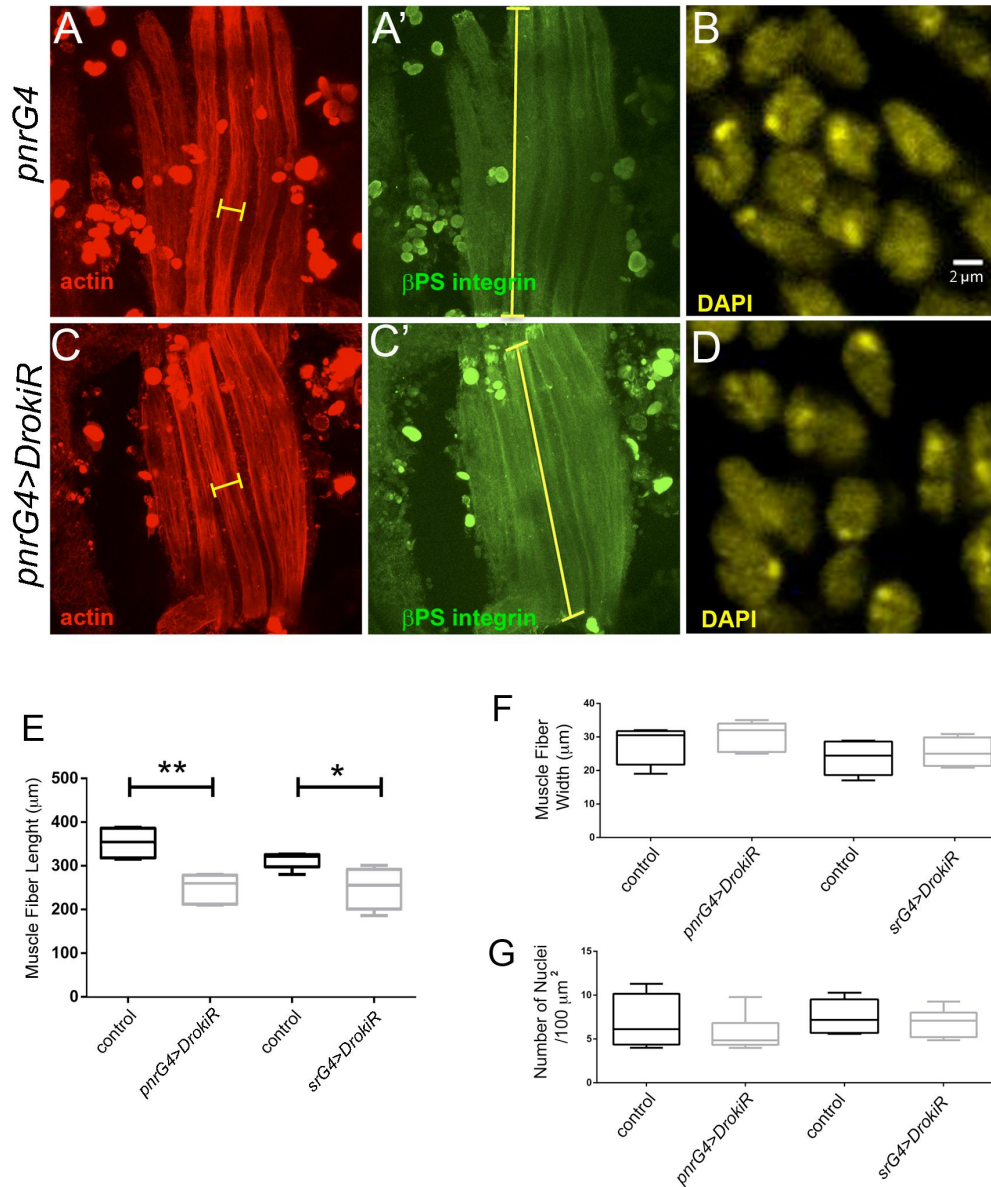 pnrG4
A
actin
A'
βPS integrin
B
2 µm
DAPI
pnrG4>DrokiR
C
actin
C'
βPS integrin
D
DAPI
E
Muscle Fiber Lenght (µm)
500
400
300
200
100
0
**
*
control
pnrG4>DrokiR
control
srG4>DrokiR
F
Muscle Fiber
Width (µm)
40
30
20
10
0
control
pnrG4>DrokiR
control
srG4>DrokiR
G
Number of Nuclei
/100 µm²
15
10
5
0
control
pnrG4>DrokiR
control
srG4>DrokiR